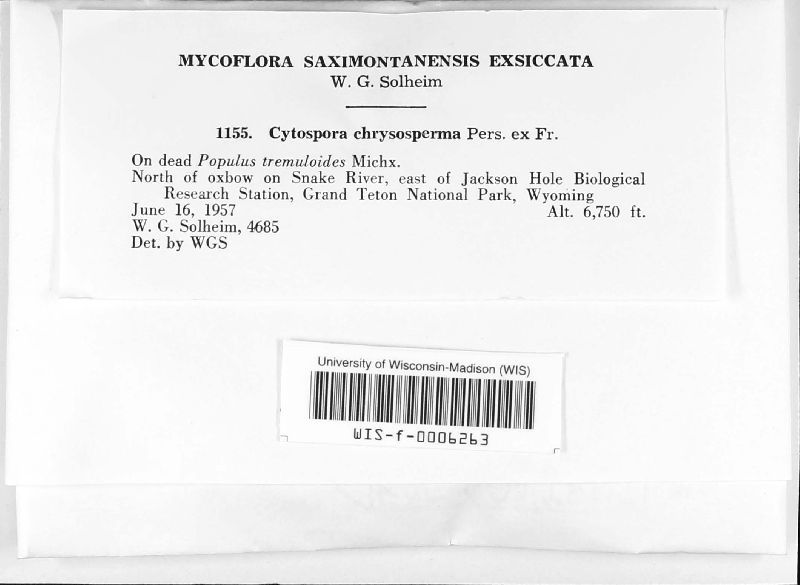 MYCOFLORA SAXIMONTANENSIS EXSICCATA
W. G. Solheim
1155. Cytospora chrysosperma Pers. ex Fr.
On dead Populus tremuloides Michx.
North of oxbow on Snake River, east of Jackson Hole Biological
Research Station, Grand Teton National Park, Wyoming
June 16, 1957 Alt. 6,750 ft.
W. G. Solheim, 4685
Det. by WGS
University of Wisconsin-Madison (WIS)
WIS-f-0006263